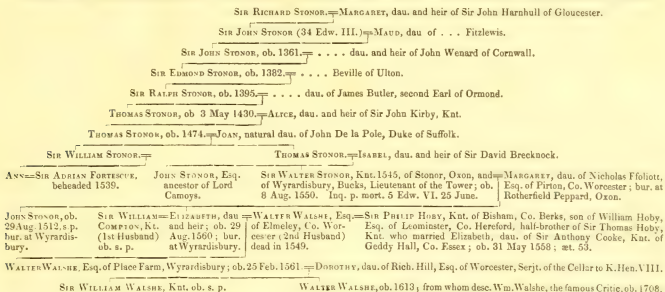 SIR RICHARD STONOR.=MARGARET, dau. and heir of Sir John Harnhull of Gloucester.
SIR JOHN STONOR (34 Edw. III.)=MAUD, dau of . . . Fitzlewis.
SIR JOHN STONOR, ob. 1361.= . . . . dau. and heir of John Wenard of Cornwall.
SIR EDMOND STONOR, ob. 1382.= . . . . Beville of Ulton.
SIR RALPH STONOR, ob. 1395.= . . . . dau. of James Butler, second Earl of Ormond.
THOMAS STONOR, ob 3 May 1430.=ALICE, dau. and heir of Sir John Kirby, Knt.
THOMAS STONOR, ob. 1474.=JOAN, natural dau. of John De la Pole, Duke of Suffolk.
SIR WILLIAM STONOR.= THOMAS STONOR.=ISABEL, dau. and heir of Sir David Brecknock.
ANN=SIR ADRIAN FORTESCUE, beheaded 1539.
JOHN STONOR, Esq. ancestor of Lord Camoys.
SIR WALTER STONOR, Knt. 1545, of Stonor, Oxon, and of Wyrardisbury, Bucks, Lieutenant of the Tower; ob. 8 Aug. 1550. Inq. p. mort. 5 Edw. VI. 25 June.
=MARGARET, dau. of Nicholas Ffoliott, Esq. of Pirton, Co. Worcester; bur. at Rotherfield Peppard, Oxon.
JOHN STONOR, ob. 29 Aug. 1512, s.p. bur. at Wyrardisbury.
SIR WILLIAM COMPTON, Kt. (1st Husband) ob. s. p.
=ELIZABETH, dau and heir; ob. 29 Aug. 1560; bur. at Wyrardisbury.
=WALTER WALSHE, Esq. of Elmeley, Co. Worcester (2nd Husband) dead in 1549.
=SIR PHILIP HOBY, Knt. of Bisham, Co. Berks, son of William Hoby, Esq. of Leominster, Co. Hereford, half-brother of Sir Thomas Hoby, Knt. who married Elizabeth, dau. of Sir Anthony Cooke, Knt. of Geddy Hall, Co. Essex; ob. 31 May 1558; æt. 53.
WALTER WALSHE, Esq. of Place Farm, Wyrardisbury; ob. 25 Feb. 1561.=DOROTHY, dau. of Rich. Hill, Esq. of Worcester, Serjt. of the Cellar to K. Hen. VIII.
SIR WILLIAM WALSHE, Knt. ob. s. p. WALTER WALSHE, ob. 1613; from whom desc. Wm. Walshe, the famous Critic, ob. 1708.